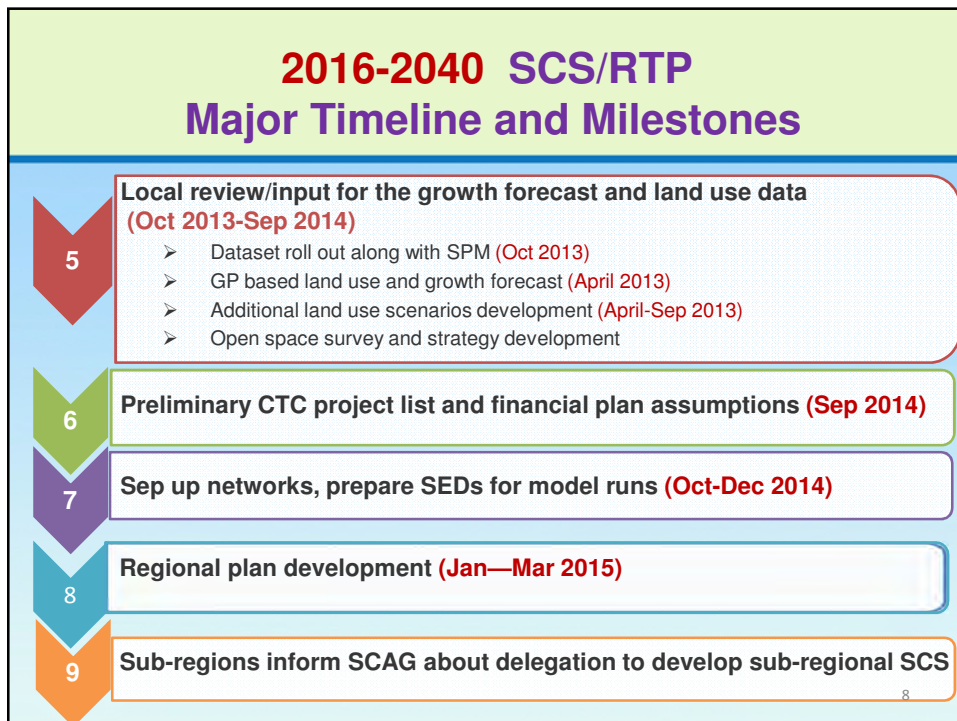 2016-2040 SCS/RTP
Major Timeline and Milestones
5
Local review/input for the growth forecast and land use data
(Oct 2013-Sep 2014)
➢ Dataset roll out along with SPM (Oct 2013)
➢ GP based land use and growth forecast (April 2013)
➢ Additional land use scenarios development (April-Sep 2013)
➢ Open space survey and strategy development
6
Preliminary CTC project list and financial plan assumptions (Sep 2014)
7
Sep up networks, prepare SEDs for model runs (Oct-Dec 2014)
8
Regional plan development (Jan—Mar 2015)
9
Sub-regions inform SCAG about delegation to develop sub-regional SCS
8